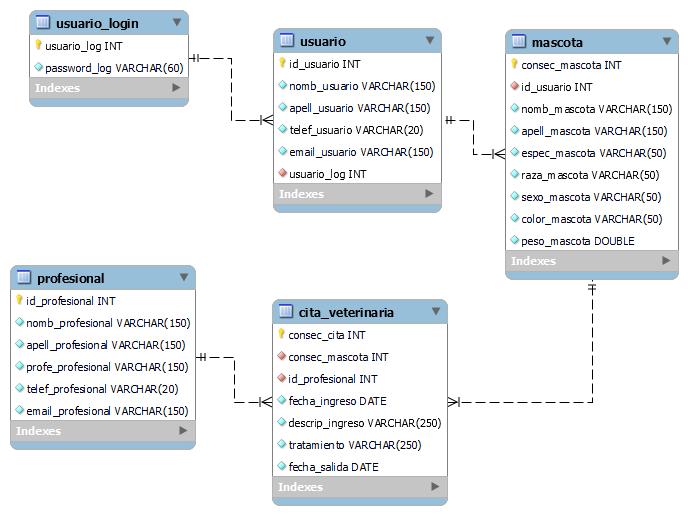 usuario_login
usuario_log INT
password_log VARCHAR(60)
Indexes
usuario
id_usuario INT
nomb_usuario VARCHAR(150)
apell_usuario VARCHAR(150)
telef_usuario VARCHAR(20)
email_usuario VARCHAR(150)
usuario_log INT
Indexes
mascota
consec_mascota INT
id_usuario INT
nomb_mascota VARCHAR(150)
apell_mascota VARCHAR(150)
espec_mascota VARCHAR(50)
raza_mascota VARCHAR(50)
sexo_mascota VARCHAR(50)
color_mascota VARCHAR(50)
peso_mascota DOUBLE
Indexes
profesional
id_profesional INT
nomb_profesional VARCHAR(150)
apell_profesional VARCHAR(150)
profe_profesional VARCHAR(150)
telef_profesional VARCHAR(20)
email_profesional VARCHAR(150)
Indexes
cita_veterinaria
consec_cita INT
consec_mascota INT
id_profesional INT
fecha_ingreso DATE
descrip_ingreso VARCHAR(250)
tratamiento VARCHAR(250)
fecha_salida DATE
Indexes